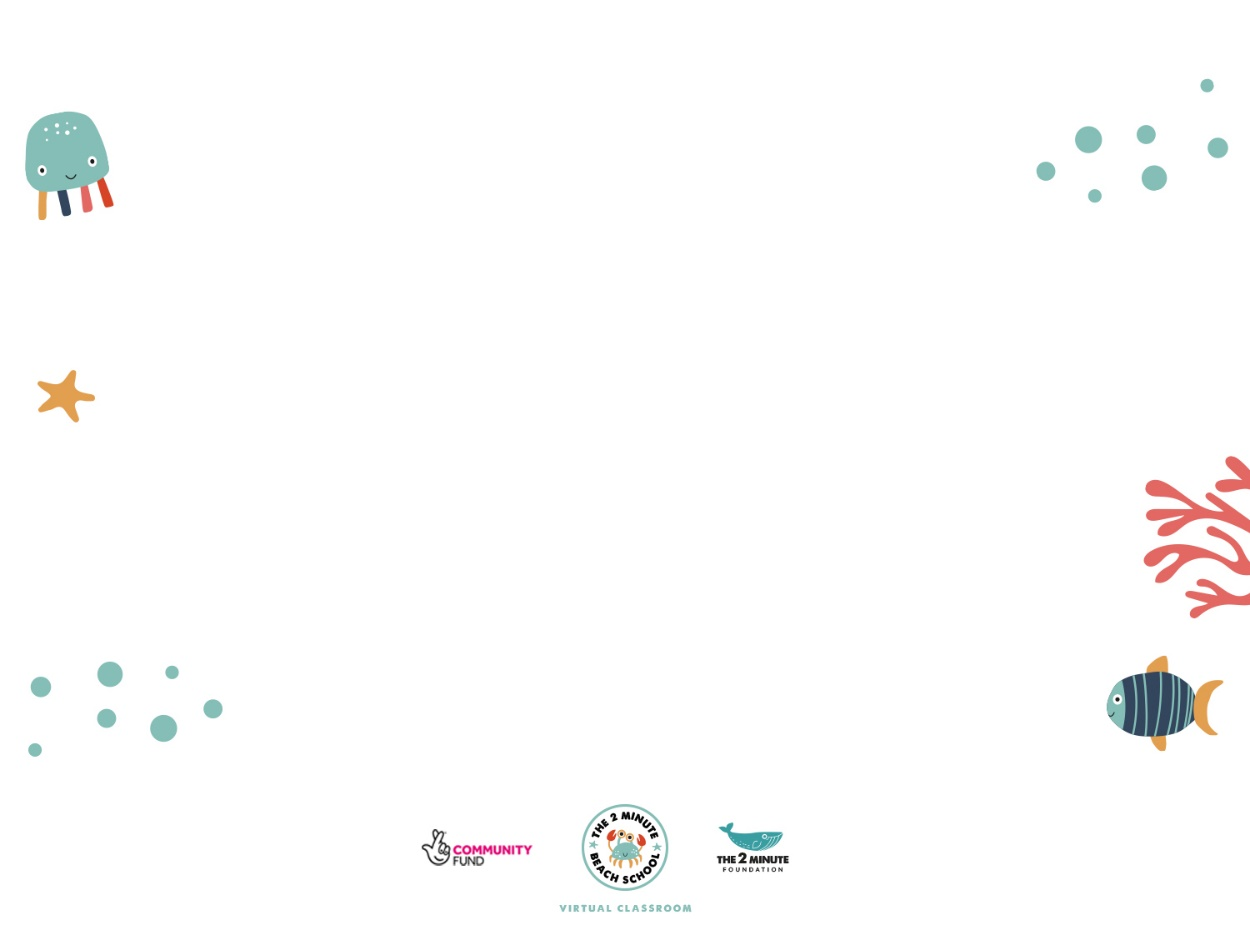 COMMUNITY
FUND
THE 2 MINUTE
BEACH SCHOOL
THE 2 MINUTE
FOUNDATION
VIRTUAL CLASSROOM